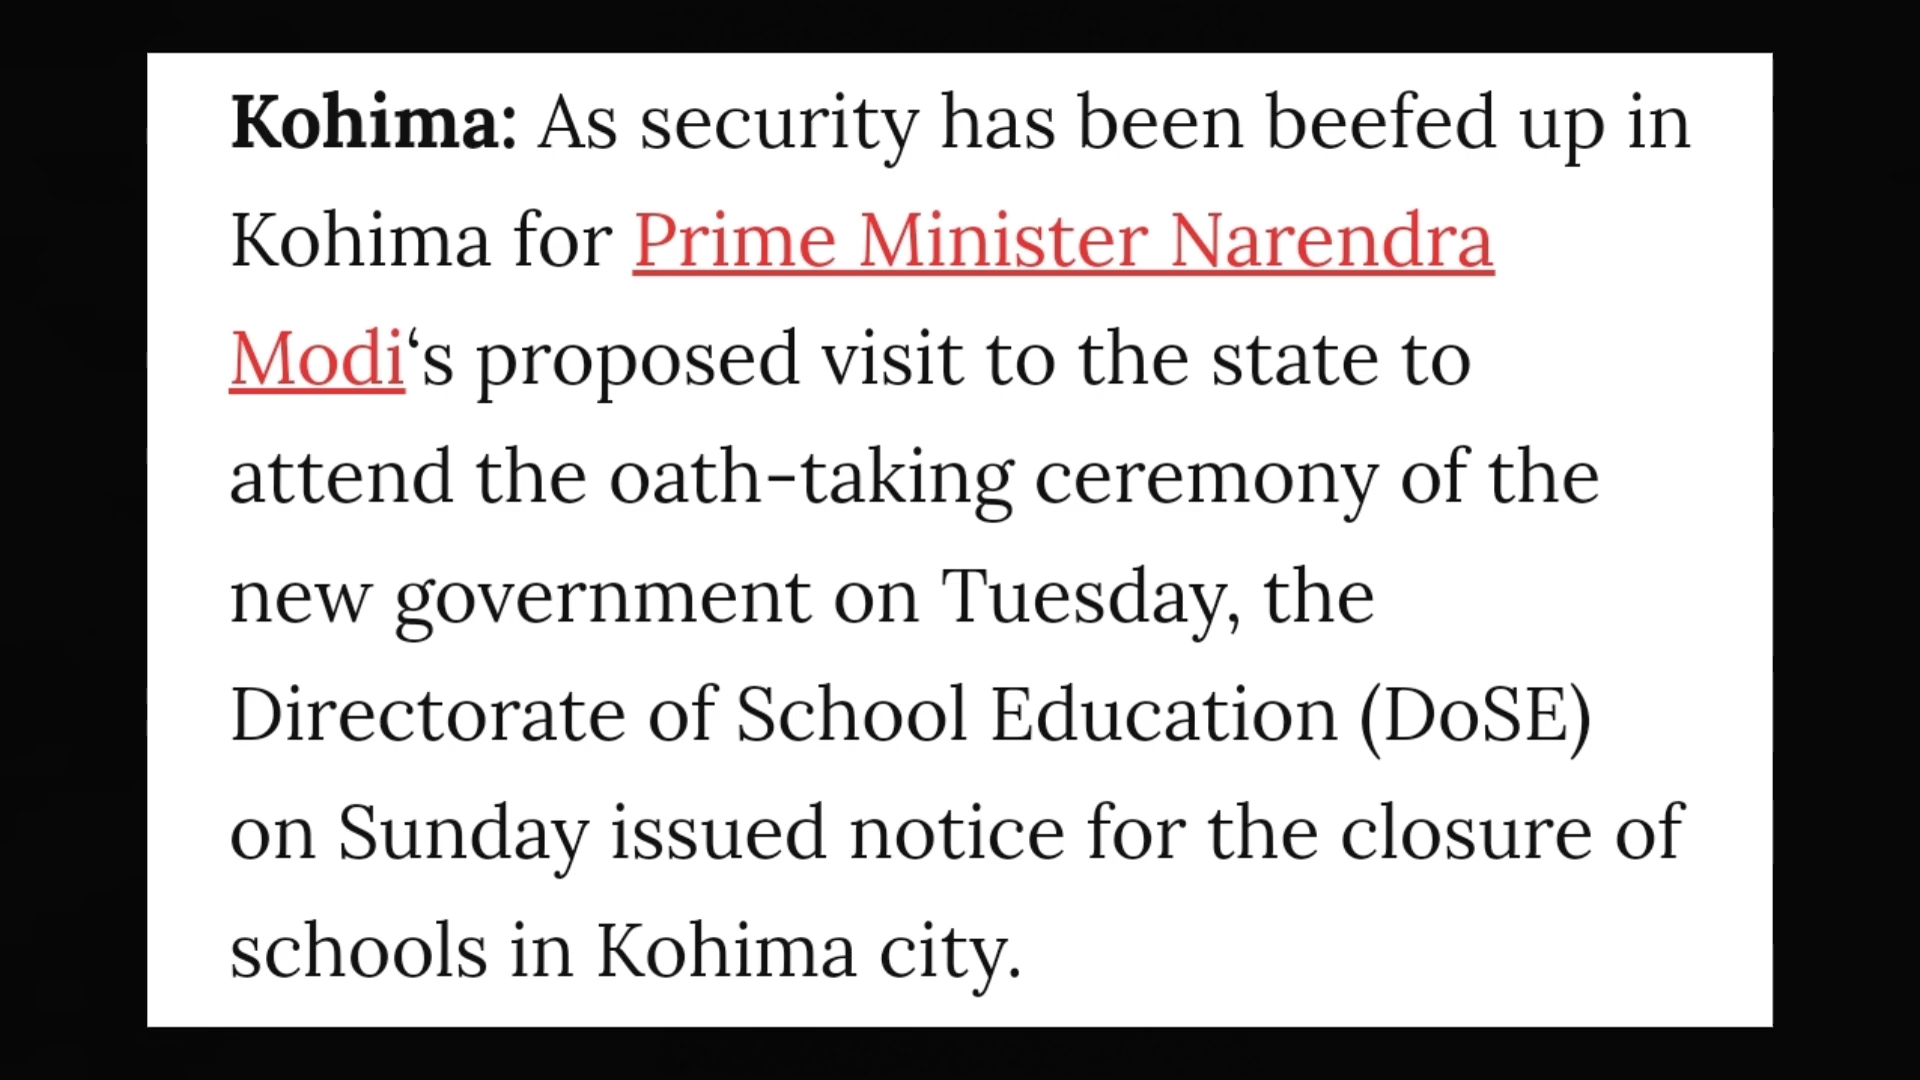 Kohima: As security has been beefed up in
Kohima for Prime Minister Narendra
Modi‘s proposed visit to the state to
attend the oath-taking ceremony of the
new government on Tuesday, the
Directorate of School Education (DoSE)
on Sunday issued notice for the closure of
schools in Kohima city.